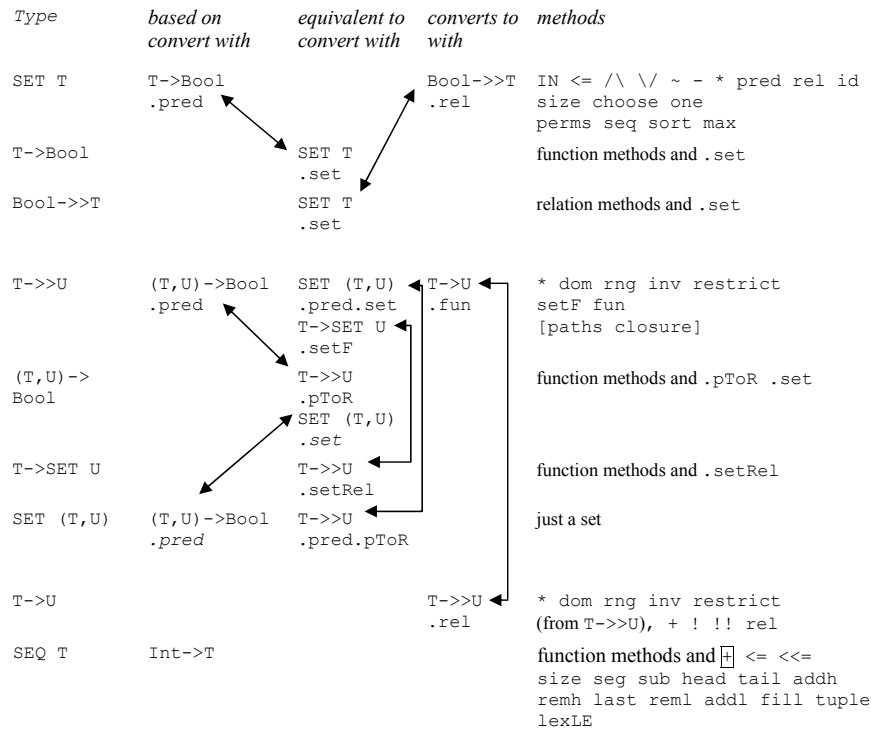 Type based on equivalent to converts to methods
convert with convert with with
SET T T->Bool Bool->>T IN <= /\ \/ ~ - * pred rel id
.pred .rel size choose one
perms seq sort max
T->Bool SET T function methods and .set
.set
Bool->>T SET T relation methods and .set
.set
T->>U (T,U)->Bool SET (T,U) T->U * dom rng inv restrict
.pred .pred.set .fun setF fun
T->SET U [paths closure]
.setF
(T,U)-> T->>U function methods and .pToR .set
Bool .pToR
SET (T,U)
.set
T->SET U T->>U function methods and .setRel
.setRel
SET (T,U) (T,U)->Bool T->>U just a set
.pred .pred.pToR
T->U T->>U * dom rng inv restrict
.rel (from T->>U), + ! !! rel
SEQ T Int->T function methods and + <= <<=
size seg sub head tail addh
remh last reml addl fill tuple
lexLE